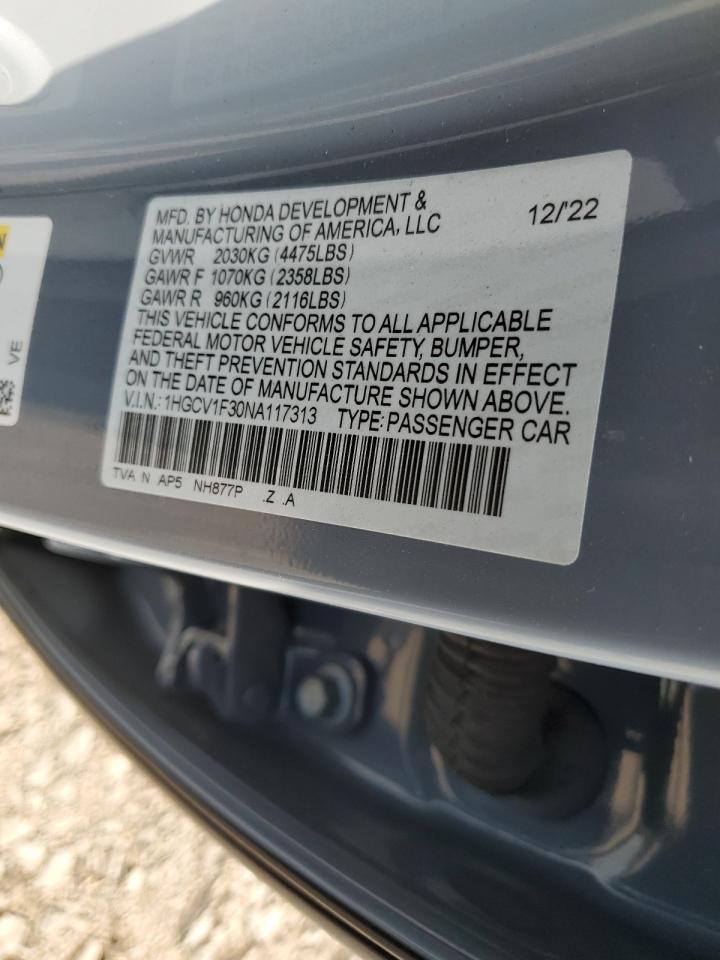 MFD. BY HONDA DEVELOPMENT &
MANUFACTURING OF AMERICA, LLC 12/'22
GVWR 2030KG (4475LBS)
GAWR F 1070KG (2358LBS)
GAWR R 960KG (2116LBS)
THIS VEHICLE CONFORMS TO ALL APPLICABLE
FEDERAL MOTOR VEHICLE SAFETY, BUMPER,
AND THEFT PREVENTION STANDARDS IN EFFECT
ON THE DATE OF MANUFACTURE SHOWN ABOVE.
V.I.N.: 1HGCV1F30NA117313 TYPE: PASSENGER CAR
TVA N AP5 NH877P .Z .A
VE